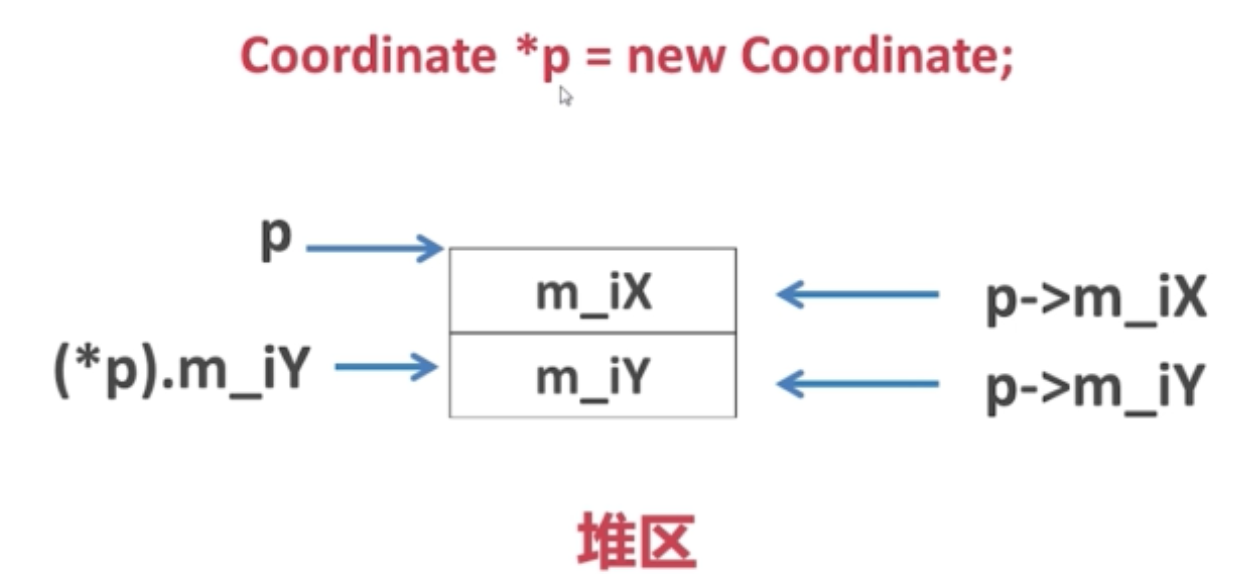 Coordinate *p = new Coordinate;
p
m_iX
p->m_iX
(*p).m_iY
m_iY
p->m_iY
堆区